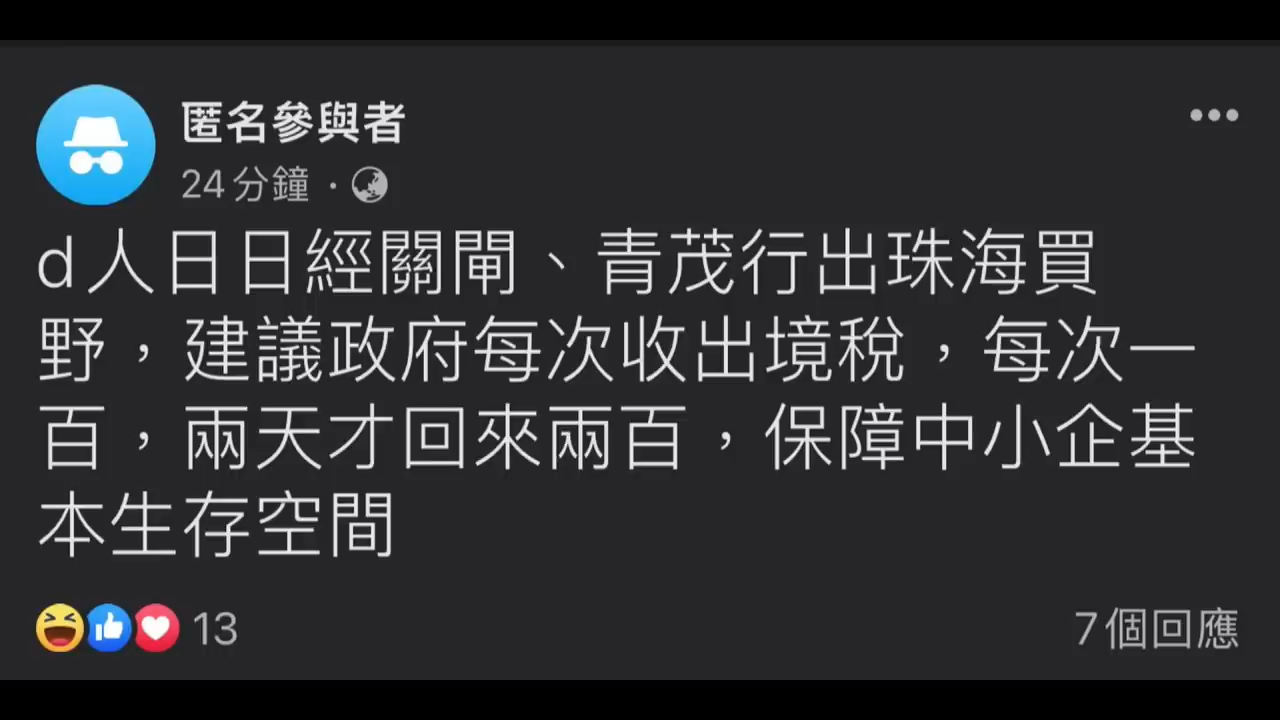 匿名參與者
24分鐘 ·
d人日日經關閘、青茂行出珠海買
野，建議政府每次收出境稅，每次一
百，兩天才回來兩百，保障中小企基
本生存空間
13
7個回應